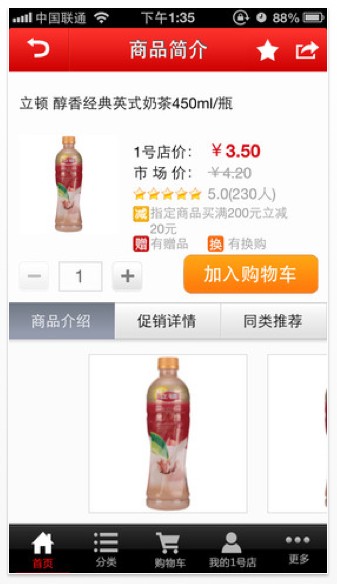 中国联通 下午1:35 88%
商品简介
立顿 醇香经典英式奶茶450ml/瓶
1号店价: ￥3.50
市 场 价: ￥4.20
5.0(230人)
减 指定商品买满200元立减
20元
赠 有赠品 换 有换购
1 加入购物车
商品介绍 促销详情 同类推荐
首页 分类 购物车 我的1号店 更多